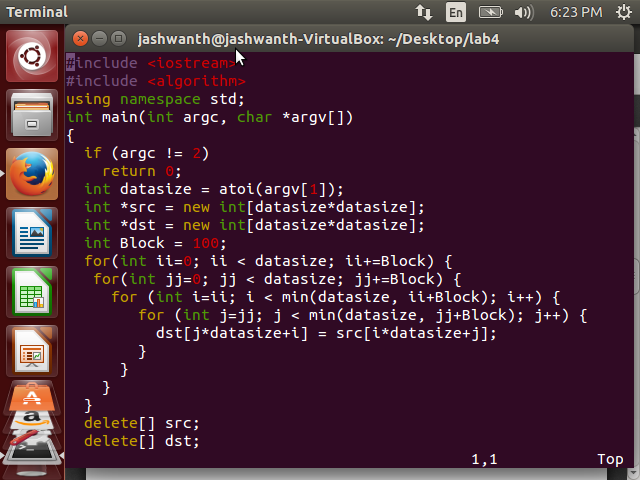 Terminal
En
6:23 PM
jashwanth@jashwanth-VirtualBox: ~/Desktop/lab4
#include <iostream>
#include <algorithm>
using namespace std;
int main(int argc, char *argv[])
{
  if (argc != 2)
    return 0;
  int datasize = atoi(argv[1]);
  int *src = new int[datasize*datasize];
  int *dst = new int[datasize*datasize];
  int Block = 100;
  for(int ii=0; ii < datasize; ii+=Block) {
   for(int jj=0; jj < datasize; jj+=Block) {
     for (int i=ii; i < min(datasize, ii+Block); i++) {
        for (int j=jj; j < min(datasize, jj+Block); j++) {
          dst[j*datasize+i] = src[i*datasize+j];
        }
      }
    }
  }
  delete[] src;
  delete[] dst;
1,1 Top